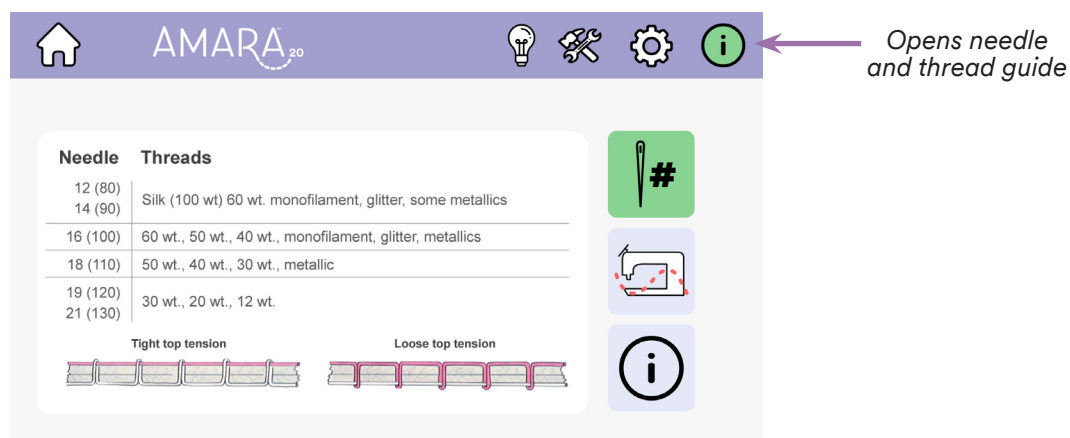 AMARA 20
i
Opens needle
and thread guide
Needle Threads
12 (80)
14 (90)
Silk (100 wt) 60 wt. monofilament, glitter, some metallics
16 (100) 60 wt., 50 wt., 40 wt., monofilament, glitter, metallics
18 (110) 50 wt., 40 wt., 30 wt., metallic
19 (120)
21 (130)
30 wt., 20 wt., 12 wt.
Tight top tension
Loose top tension
#
i